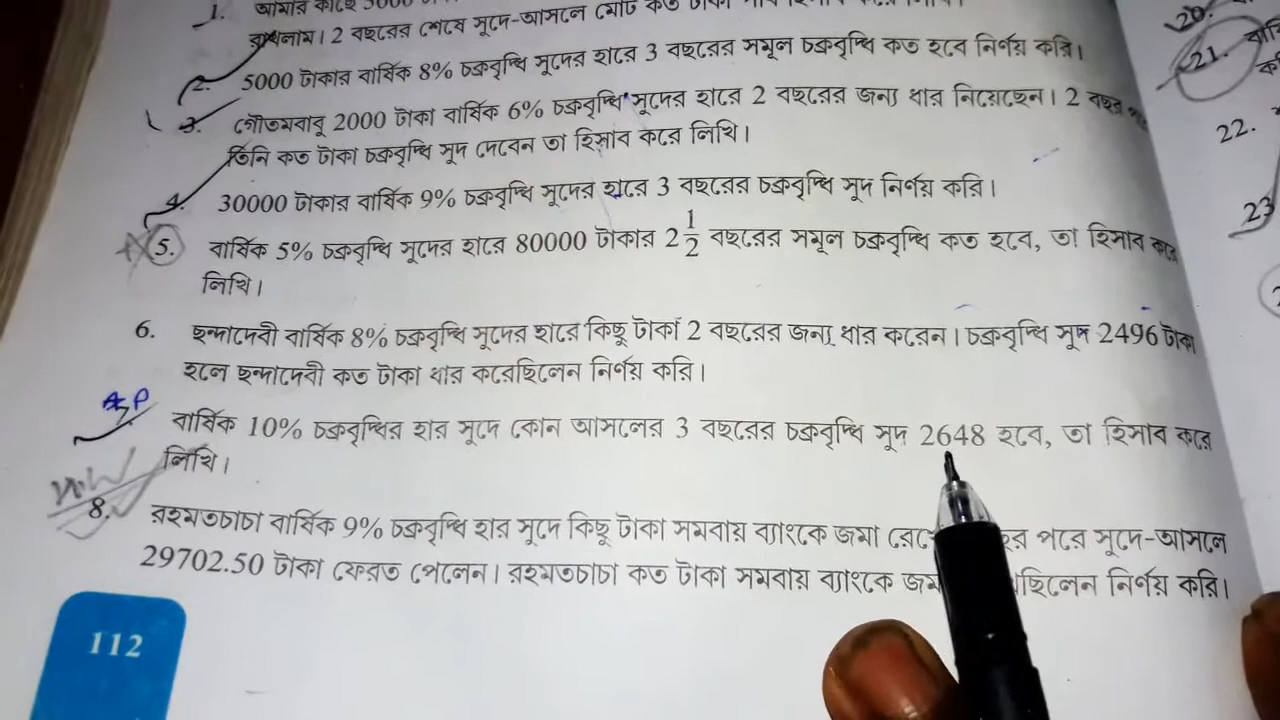 1. আমার কাছে 5000
রাখলাম। 2 বছরের শেষে সুদে-আসলে মোট কত টাকা
2. 5000 টাকার বার্ষিক 8% চক্রবৃদ্ধি সুদের হারে 3 বছরের সমূল চক্রবৃদ্ধি কত হবে নির্ণয় করি।
3. গৌতমবাবু 2000 টাকা বার্ষিক 6% চক্রবৃদ্ধি সুদের হারে 2 বছরের জন্য ধার নিয়েছেন। 2 বছর
তিনি কত টাকা চক্রবৃদ্ধি সুদ দেবেন তা হিসাব করে লিখি।
4. 30000 টাকার বার্ষিক 9% চক্রবৃদ্ধি সুদের হারে 3 বছরের চক্রবৃদ্ধি সুদ নির্ণয় করি।
5. বার্ষিক 5% চক্রবৃদ্ধি সুদের হারে 80000 টাকার 2 1/2 বছরের সমূল চক্রবৃদ্ধি কত হবে, তা হিসাব করে
লিখি।
6. ছন্দাদেবী বার্ষিক 8% চক্রবৃদ্ধি সুদের হারে কিছু টাকা 2 বছরের জন্য ধার করেন। চক্রবৃদ্ধি সুদ 2496 টাকা
হলে ছন্দাদেবী কত টাকা ধার করেছিলেন নির্ণয় করি।
7. বার্ষিক 10% চক্রবৃদ্ধির হার সুদে কোন আসলের 3 বছরের চক্রবৃদ্ধি সুদ 2648 হবে, তা হিসাব করে
লিখি।
H.W
8. রহমতচাচা বার্ষিক 9% চক্রবৃদ্ধি হার সুদে কিছু টাকা সমবায় ব্যাংকে জমা পরে সুদে-আসলে
29702.50 টাকা ফেরত পেলেন। রহমতচাচা কত টাকা সমবায় ব্যাংকে নির্ণয় করি।
112
20.
21.
22.
23